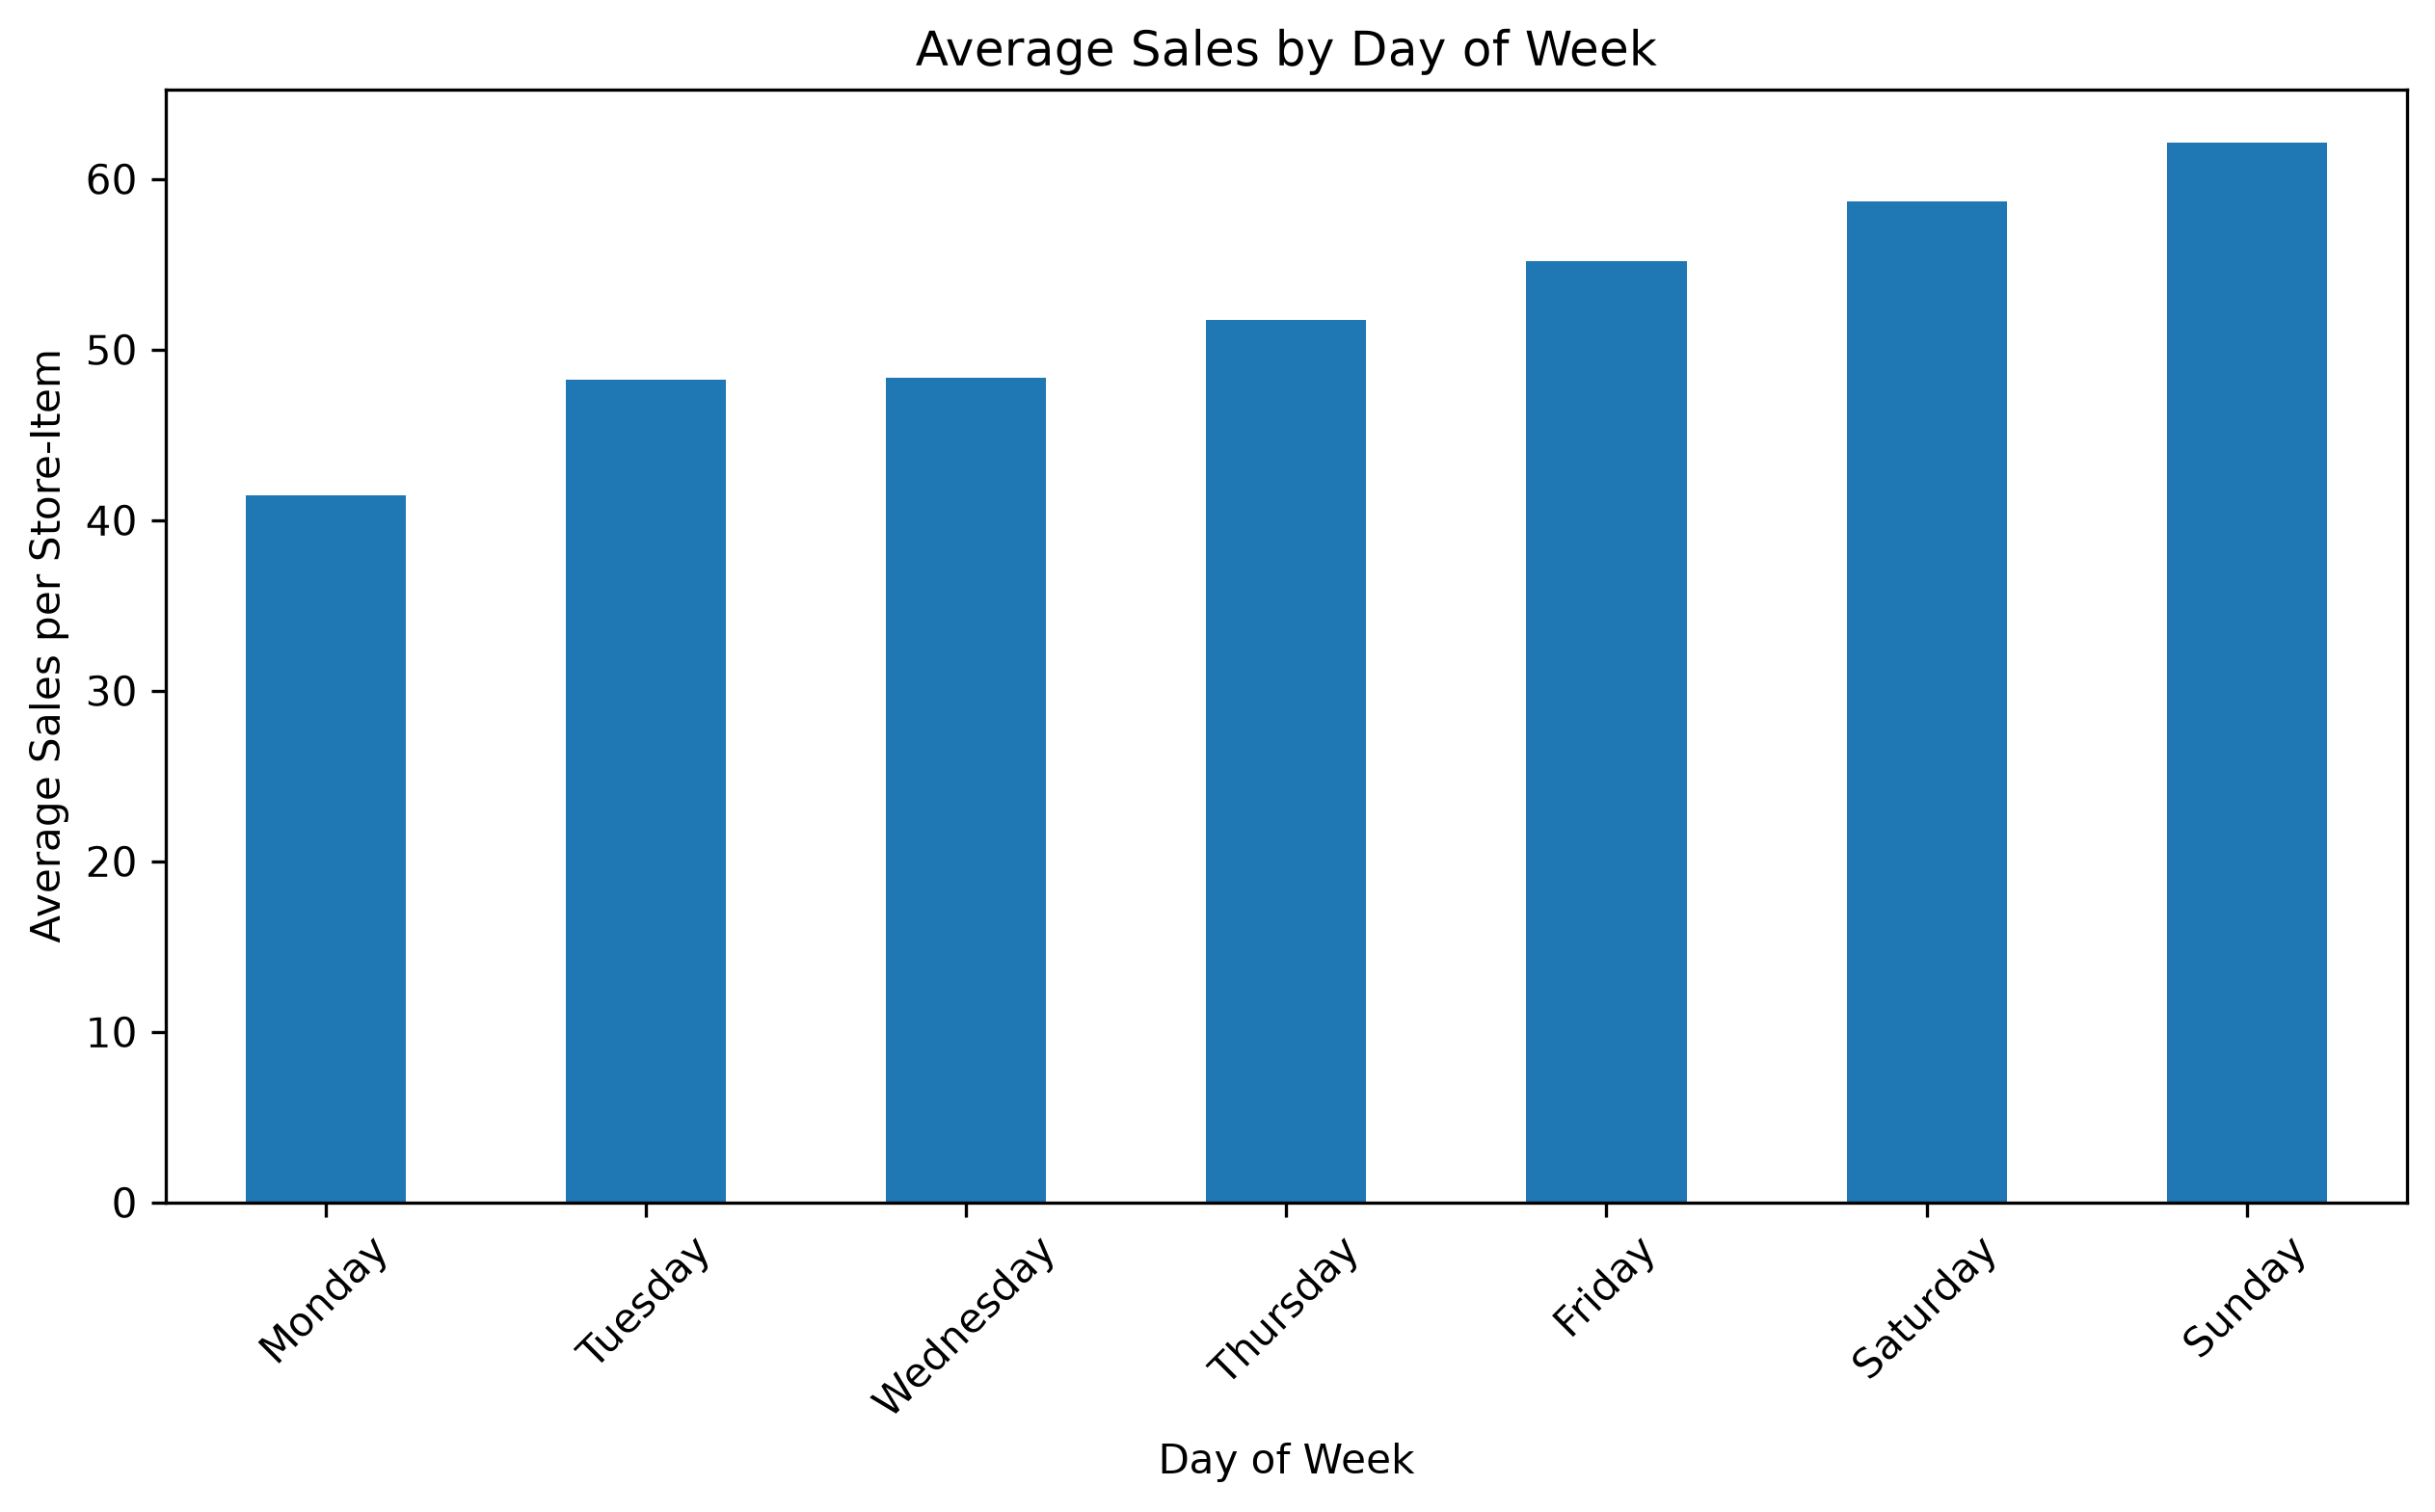 Average Sales by Day of Week
Average Sales per Store-Item
60
50
40
30
20
10
0
Monday
Tuesday
Wednesday
Thursday
Friday
Saturday
Sunday
Day of Week